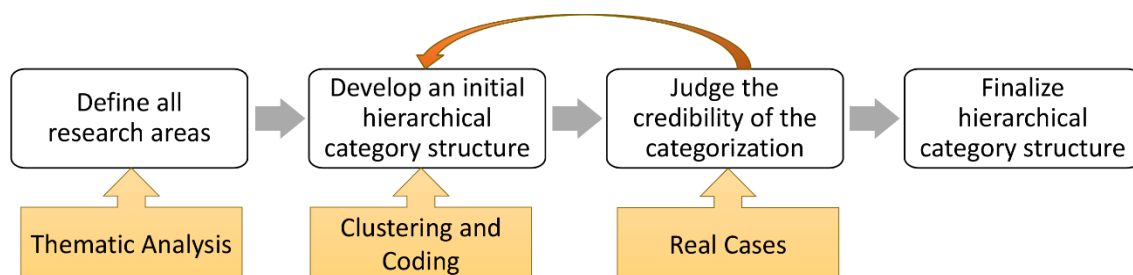 Define all
research areas
Develop an initial
hierarchical
category structure
Judge the
credibility of the
categorization
Finalize
hierarchical
category structure
Thematic Analysis
Clustering and
Coding
Real Cases